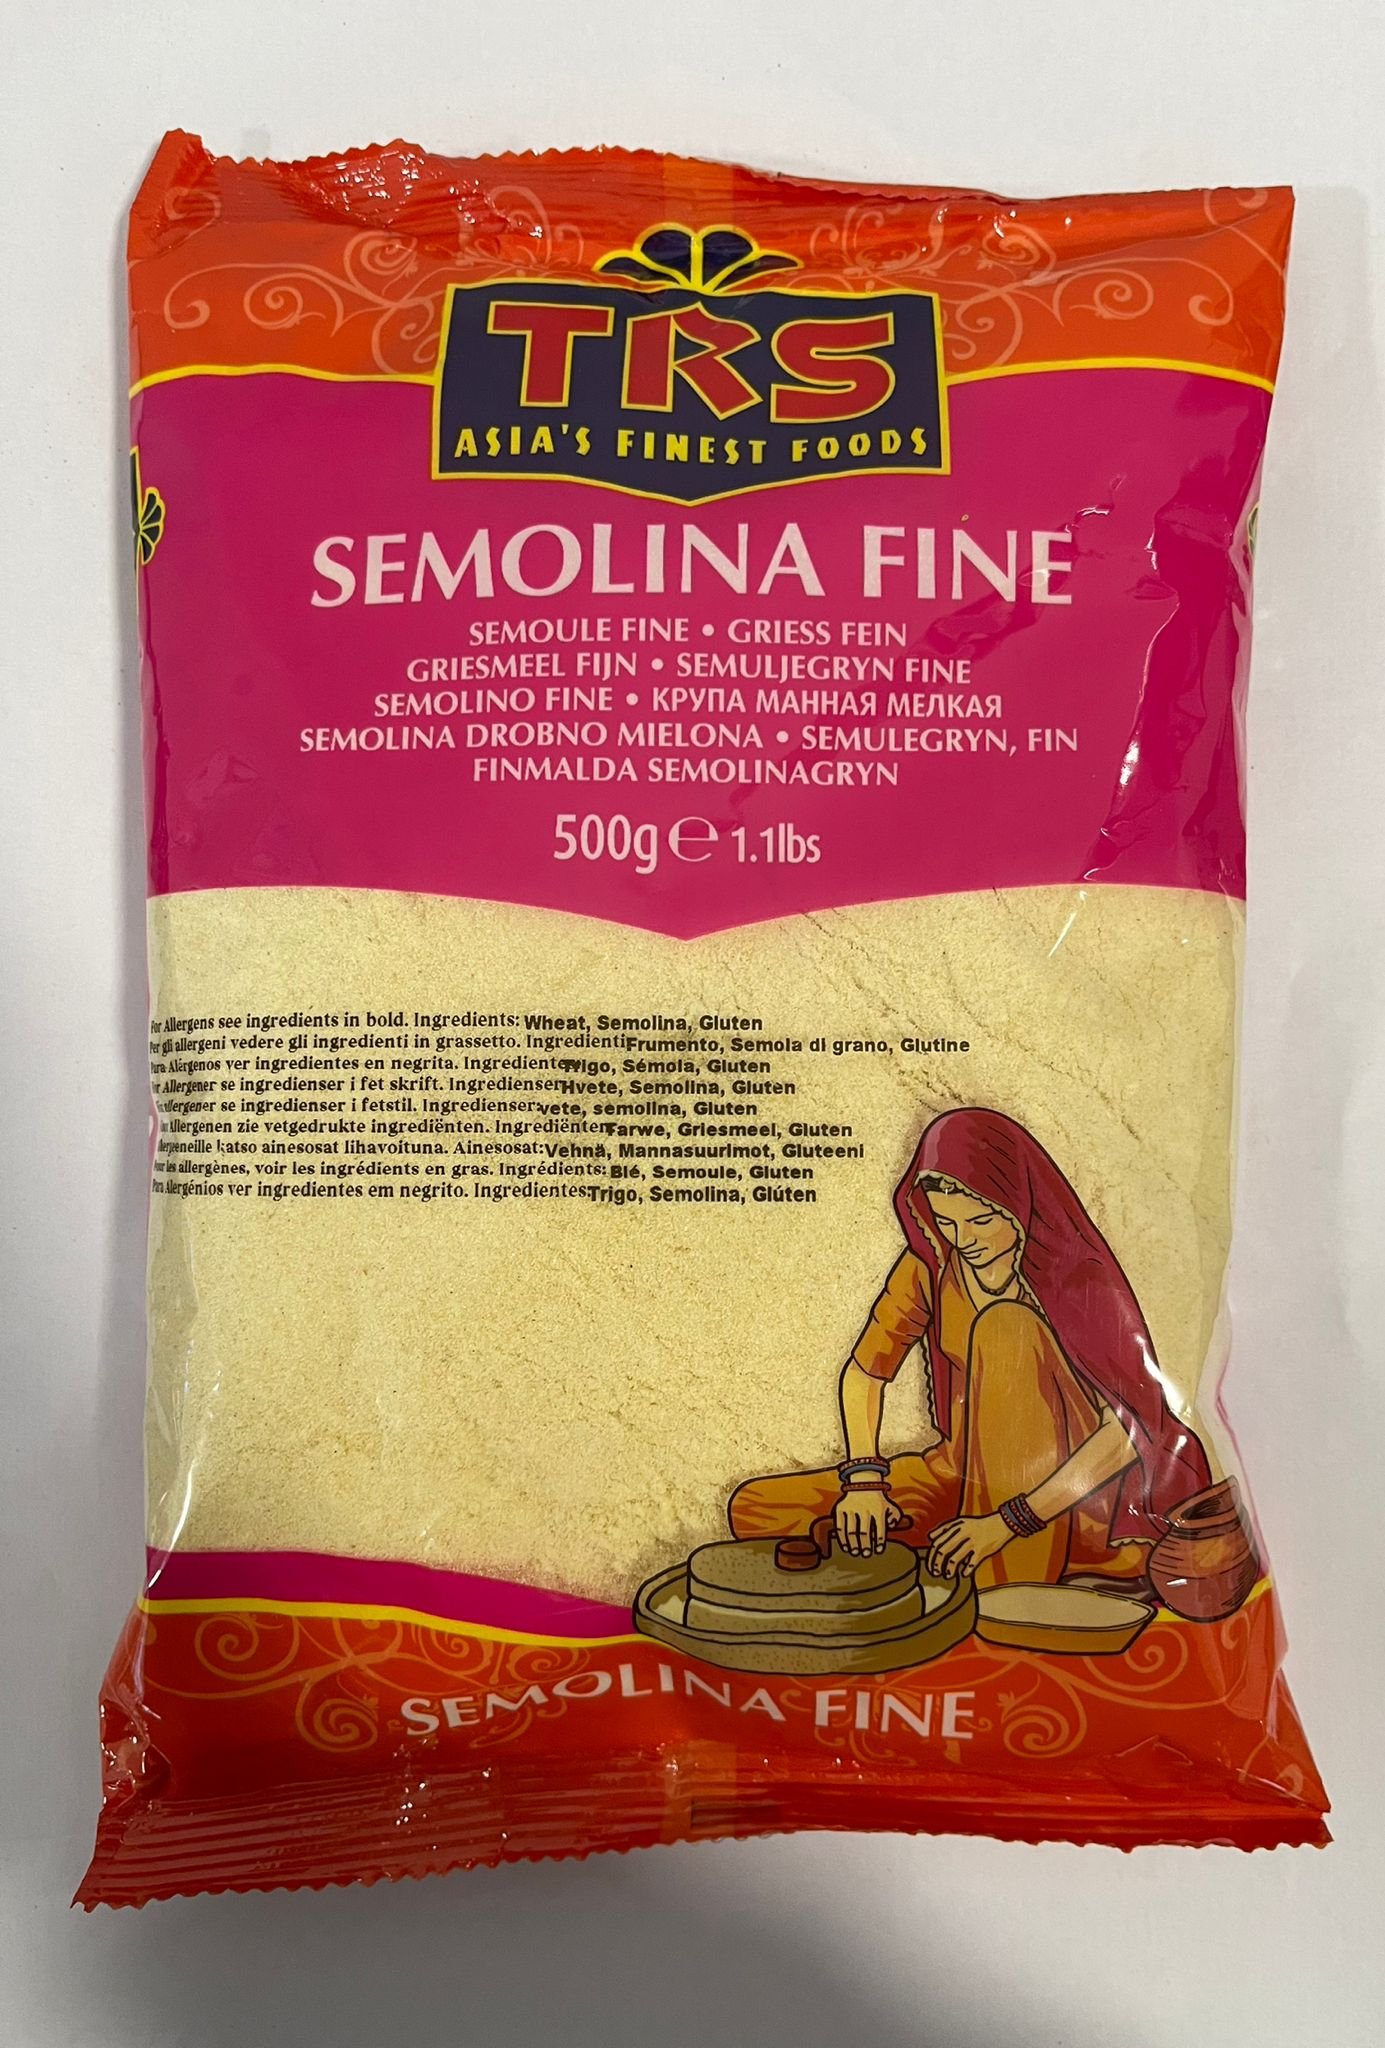 TRS
ASIA'S FINEST FOODS
SEMOLINA FINE
SEMOULE FINE • GRIESS FEIN
GRIESMEEL FIJN • SEMULJEGRYN FINE
SEMOLINO FINE • КРУПА МАННАЯ МЕЛКАЯ
SEMOLINA DROBNO MIELONA • SEMULEGRYN, FIN
FINMALDA SEMOLINAGRYN
500g ℮ 1.1lbs
For Allergens see ingredients in bold. Ingredients: Wheat, Semolina, Gluten
Per gli allergeni vedere gli ingredienti in grassetto. Ingredienti Frumento, Semola di grano, Glutine
Para Alérgenos ver ingredientes en negrita. Ingredientes Trigo, Sémola, Gluten
Allergener se ingredienser i fet skrift. Ingredienser Hvete, Semolina, Gluten
Allergener se ingredienser i fetstil. Ingredienser: vete, semolina, Gluten
Allergenen zie vetgedrukte ingrediënten. Ingrediënten Tarwe, Griesmeel, Gluten
katso ainesosat lihavoituna. Ainesosat: Vehnä, Mannasuurimot, Gluteeni
Pour les allergènes, voir les ingrédients en gras. Ingrédients: Blé, Semoule, Gluten
Para Alergénios ver ingredientes em negrito. Ingredientes: Trigo, Semolina, Glúten
SEMOLINA FINE